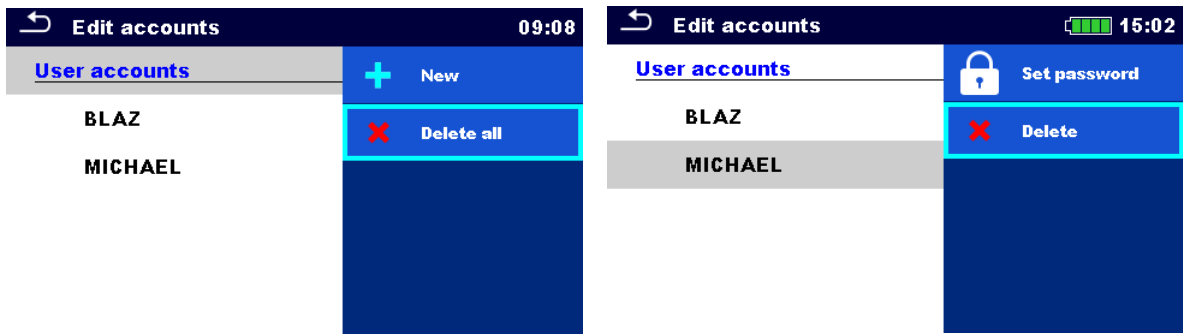 Edit accounts 09:08
User accounts
New
BLAZ
Delete all
MICHAEL
Edit accounts 15:02
User accounts
Set password
BLAZ
Delete
MICHAEL